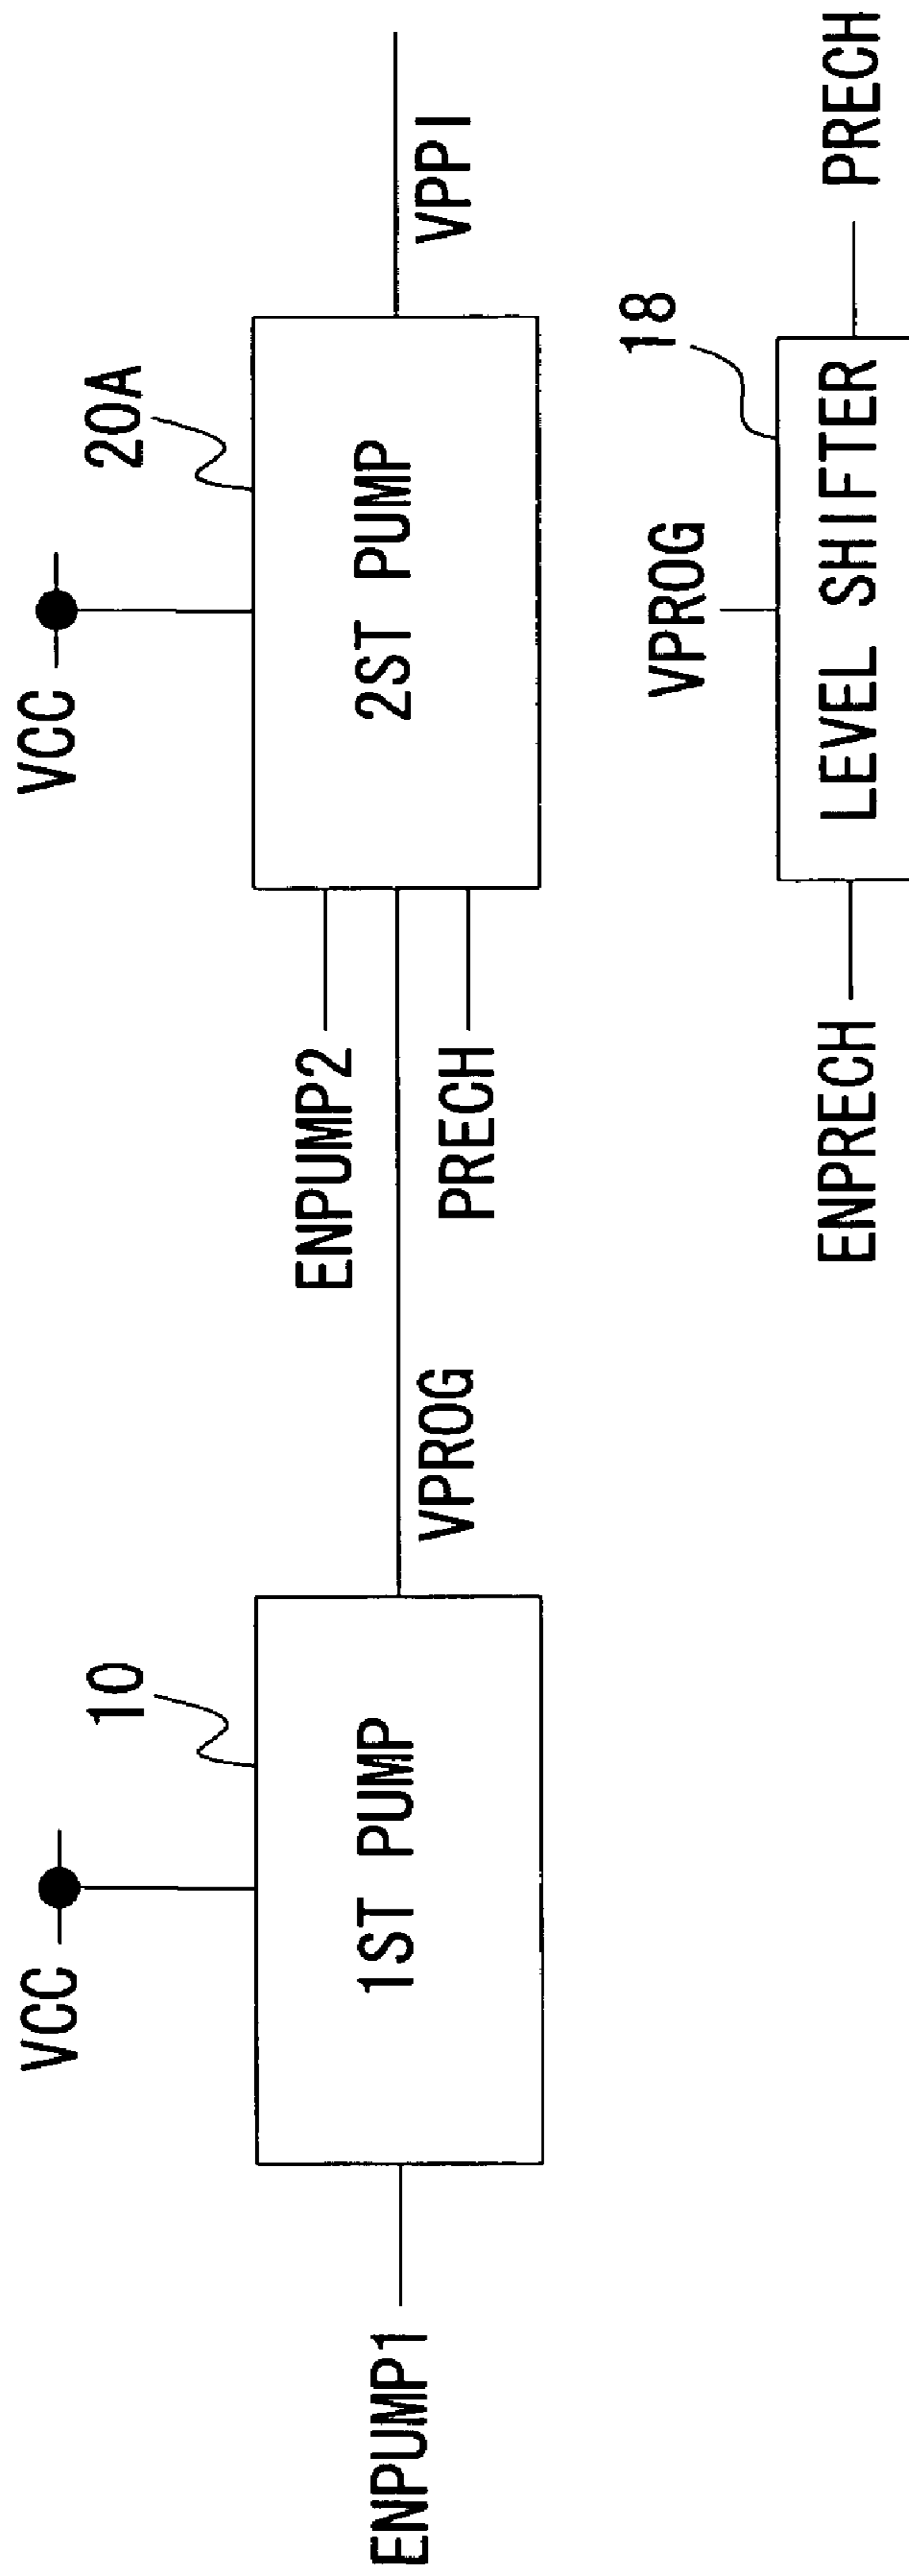 VCC
10
1ST PUMP
ENPUMP1
VPROG
VCC
20A
2ST PUMP
ENPUMP2
PRECH
VPPI
VPROG
18
LEVEL SHIFTER
ENPRECH
PRECH